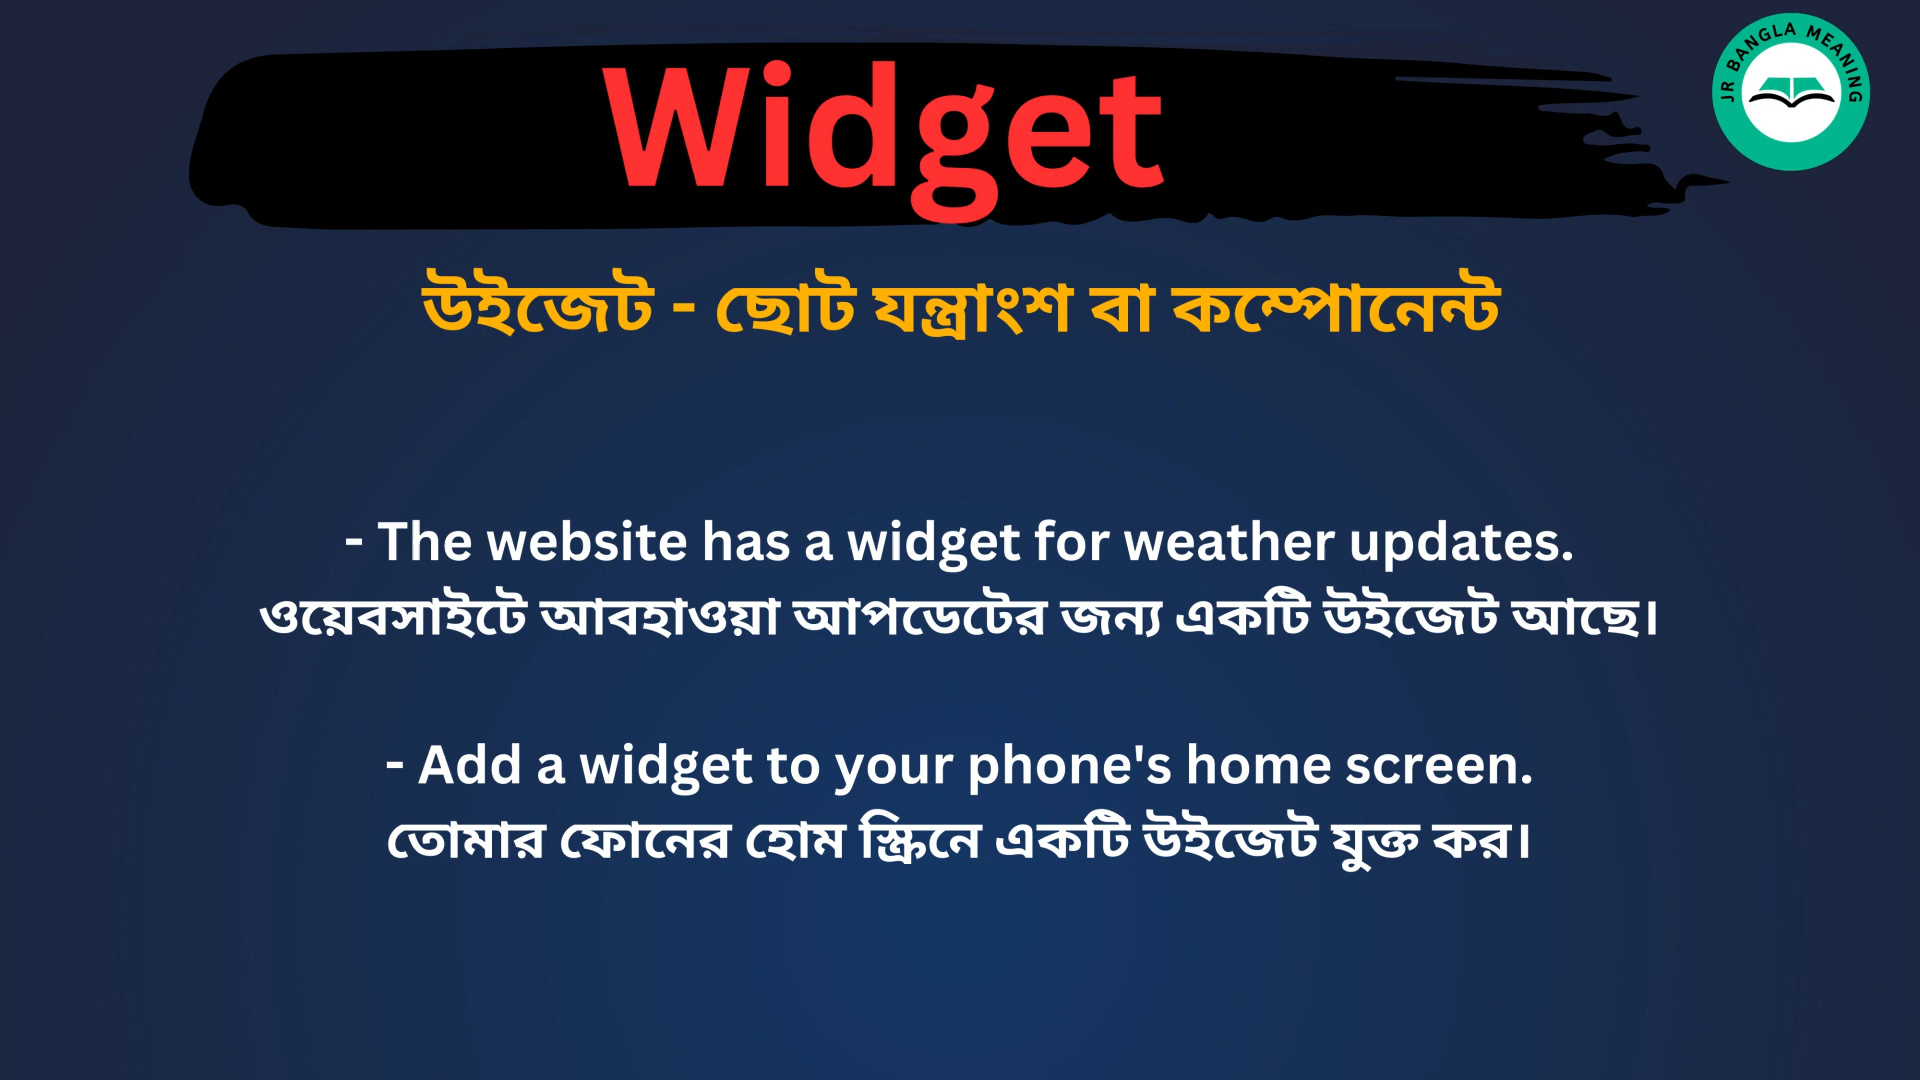 JR BANGLA MEANING
Widget
উইজেট - ছোট যন্ত্রাংশ বা কম্পোনেন্ট
- The website has a widget for weather updates.
ওয়েবসাইটে আবহাওয়া আপডেটের জন্য একটি উইজেট আছে।
- Add a widget to your phone's home screen.
তোমার ফোনের হোম স্ক্রিনে একটি উইজেট যুক্ত কর।